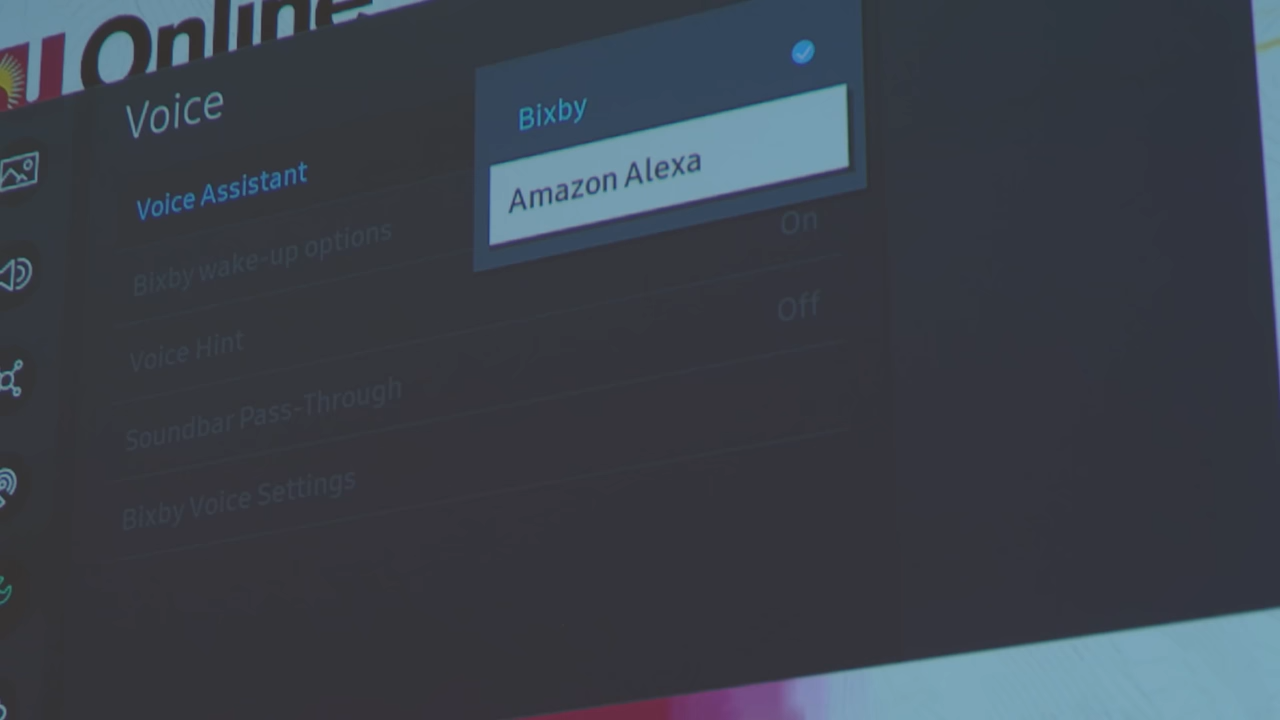 U Online
Voice
Voice Assistant
Bixby
Amazon Alexa
Bixby wake-up options
Voice Hint
On
Soundbar Pass-Through
Off
Bixby Voice Settings